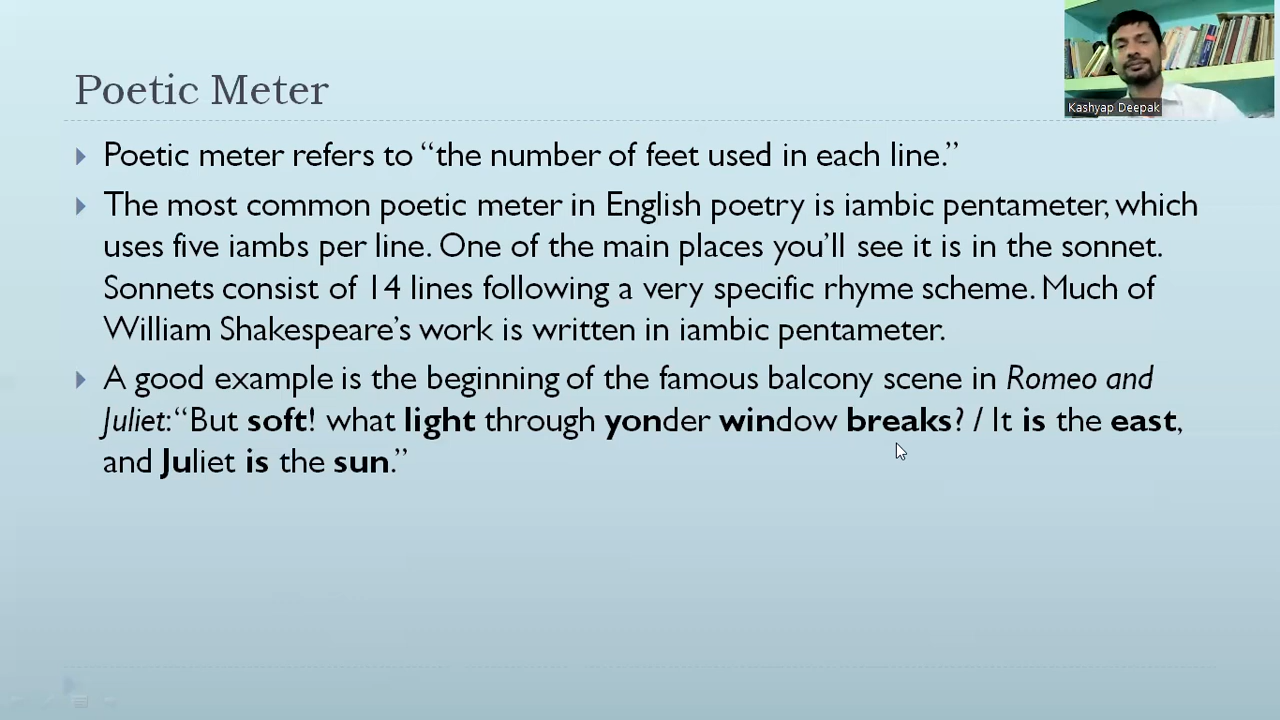 Kashyap Deepak
Poetic Meter
Poetic meter refers to “the number of feet used in each line.”
The most common poetic meter in English poetry is iambic pentameter, which
uses five iambs per line. One of the main places you’ll see it is in the sonnet.
Sonnets consist of 14 lines following a very specific rhyme scheme. Much of
William Shakespeare’s work is written in iambic pentameter.
A good example is the beginning of the famous balcony scene in Romeo and
Juliet: “But soft! what light through yonder window breaks? / It is the east,
and Juliet is the sun.”